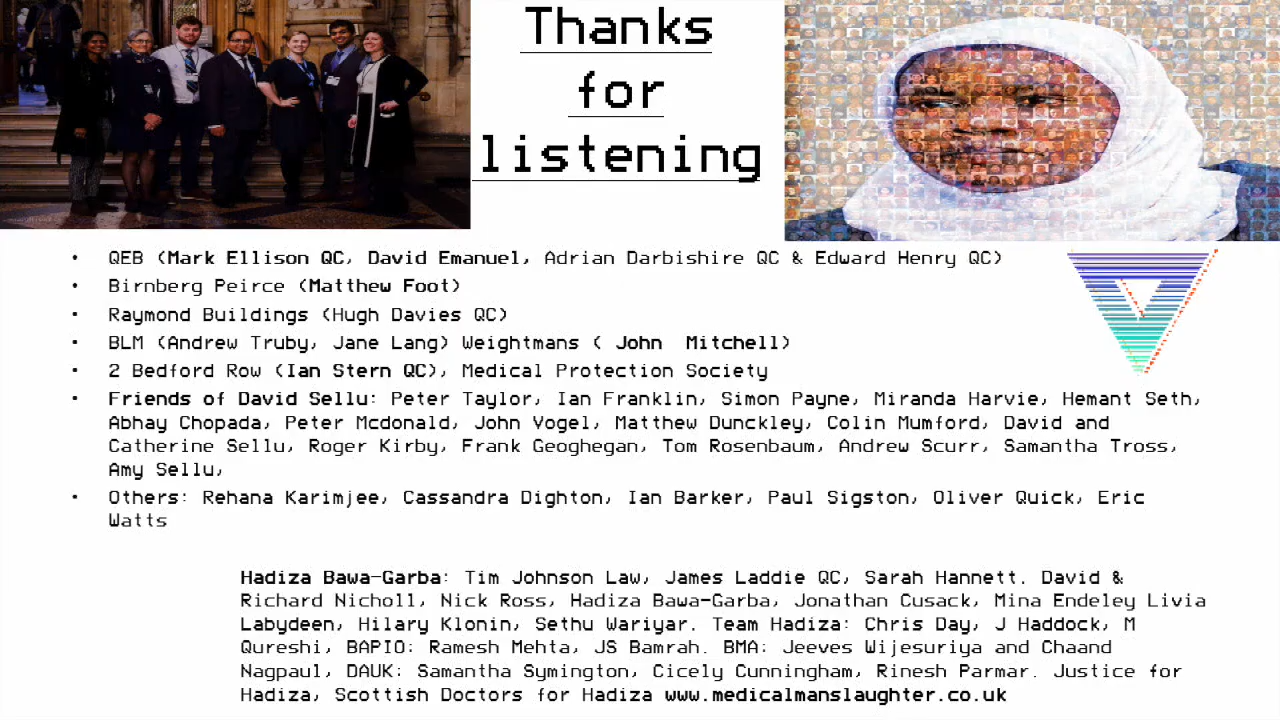 Thanks
for
listening
• QEB (Mark Ellison QC, David Emanuel, Adrian Darbishire QC & Edward Henry QC)
• Birnberg Peirce (Matthew Foot)
• Raymond Buildings (Hugh Davies QC)
• BLM (Andrew Truby, Jane Lang) Weightmans ( John Mitchell)
• 2 Bedford Row (Ian Stern QC), Medical Protection Society
• Friends of David Sellu: Peter Taylor, Ian Franklin, Simon Payne, Miranda Harvie, Hemant Seth,
Abhay Chopada, Peter Mcdonald, John Vogel, Matthew Dunckley, Colin Mumford, David and
Catherine Sellu, Roger Kirby, Frank Geoghegan, Tom Rosenbaum, Andrew Scurr, Samantha Tross,
Amy Sellu,
• Others: Rehana Karimjee, Cassandra Dighton, Ian Barker, Paul Sigston, Oliver Quick, Eric
Watts
Hadiza Bawa-Garba: Tim Johnson Law, James Laddie QC, Sarah Hannett. David &
Richard Nicholl, Nick Ross, Hadiza Bawa-Garba, Jonathan Cusack, Mina Endeley Livia
Labydeen, Hilary Klonin, Sethu Wariyar. Team Hadiza: Chris Day, J Haddock, M
Qureshi, BAPIO: Ramesh Mehta, JS Bamrah. BMA: Jeeves Wijesuriya and Chaand
Nagpaul, DAUK: Samantha Symington, Cicely Cunningham, Rinesh Parmar. Justice for
Hadiza, Scottish Doctors for Hadiza www.medicalmanslaughter.co.uk